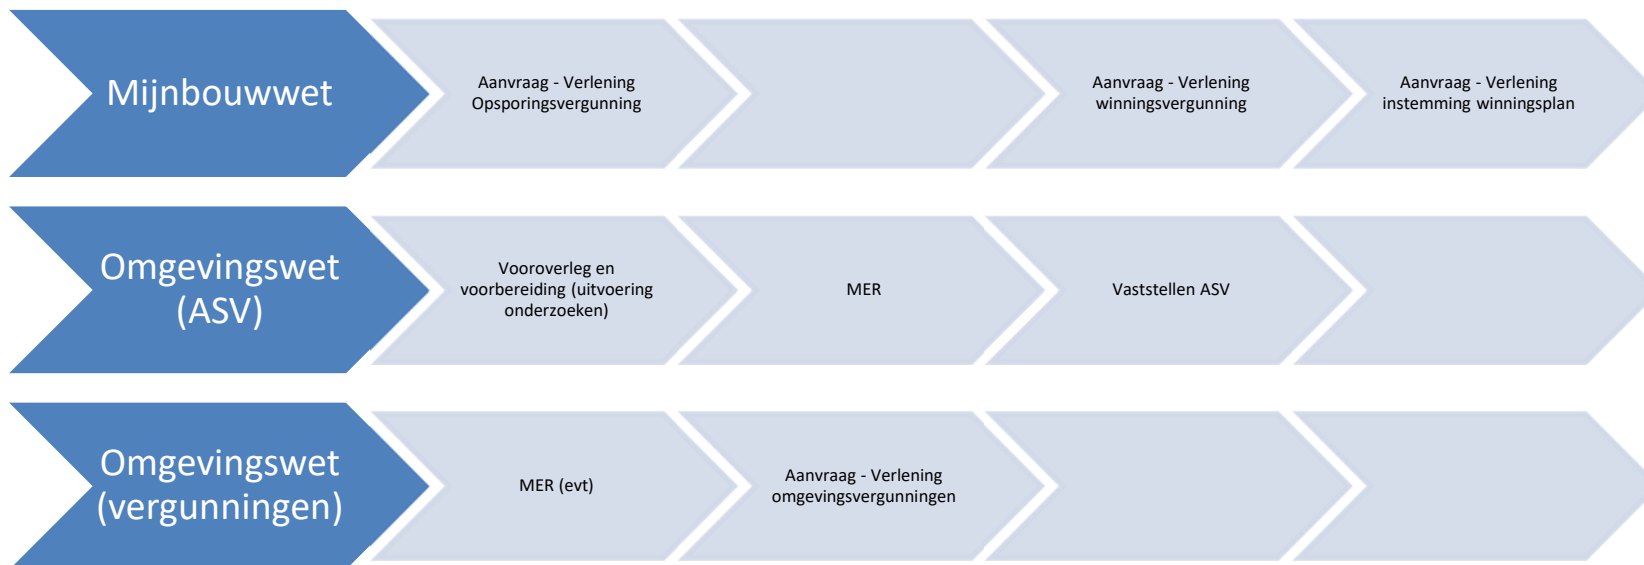 Mijnbouwwet
Aanvraag - Verlening
Opsporingsvergunning
Aanvraag - Verlening
winningsvergunning
Aanvraag - Verlening
instemming winningsplan
Omgevingswet
(ASV)
Vooroverleg en
voorbereiding (uitvoering
onderzoeken)
MER
Vaststellen ASV
Omgevingswet
(vergunningen)
MER (evt)
Aanvraag - Verlening
omgevingsvergunningen